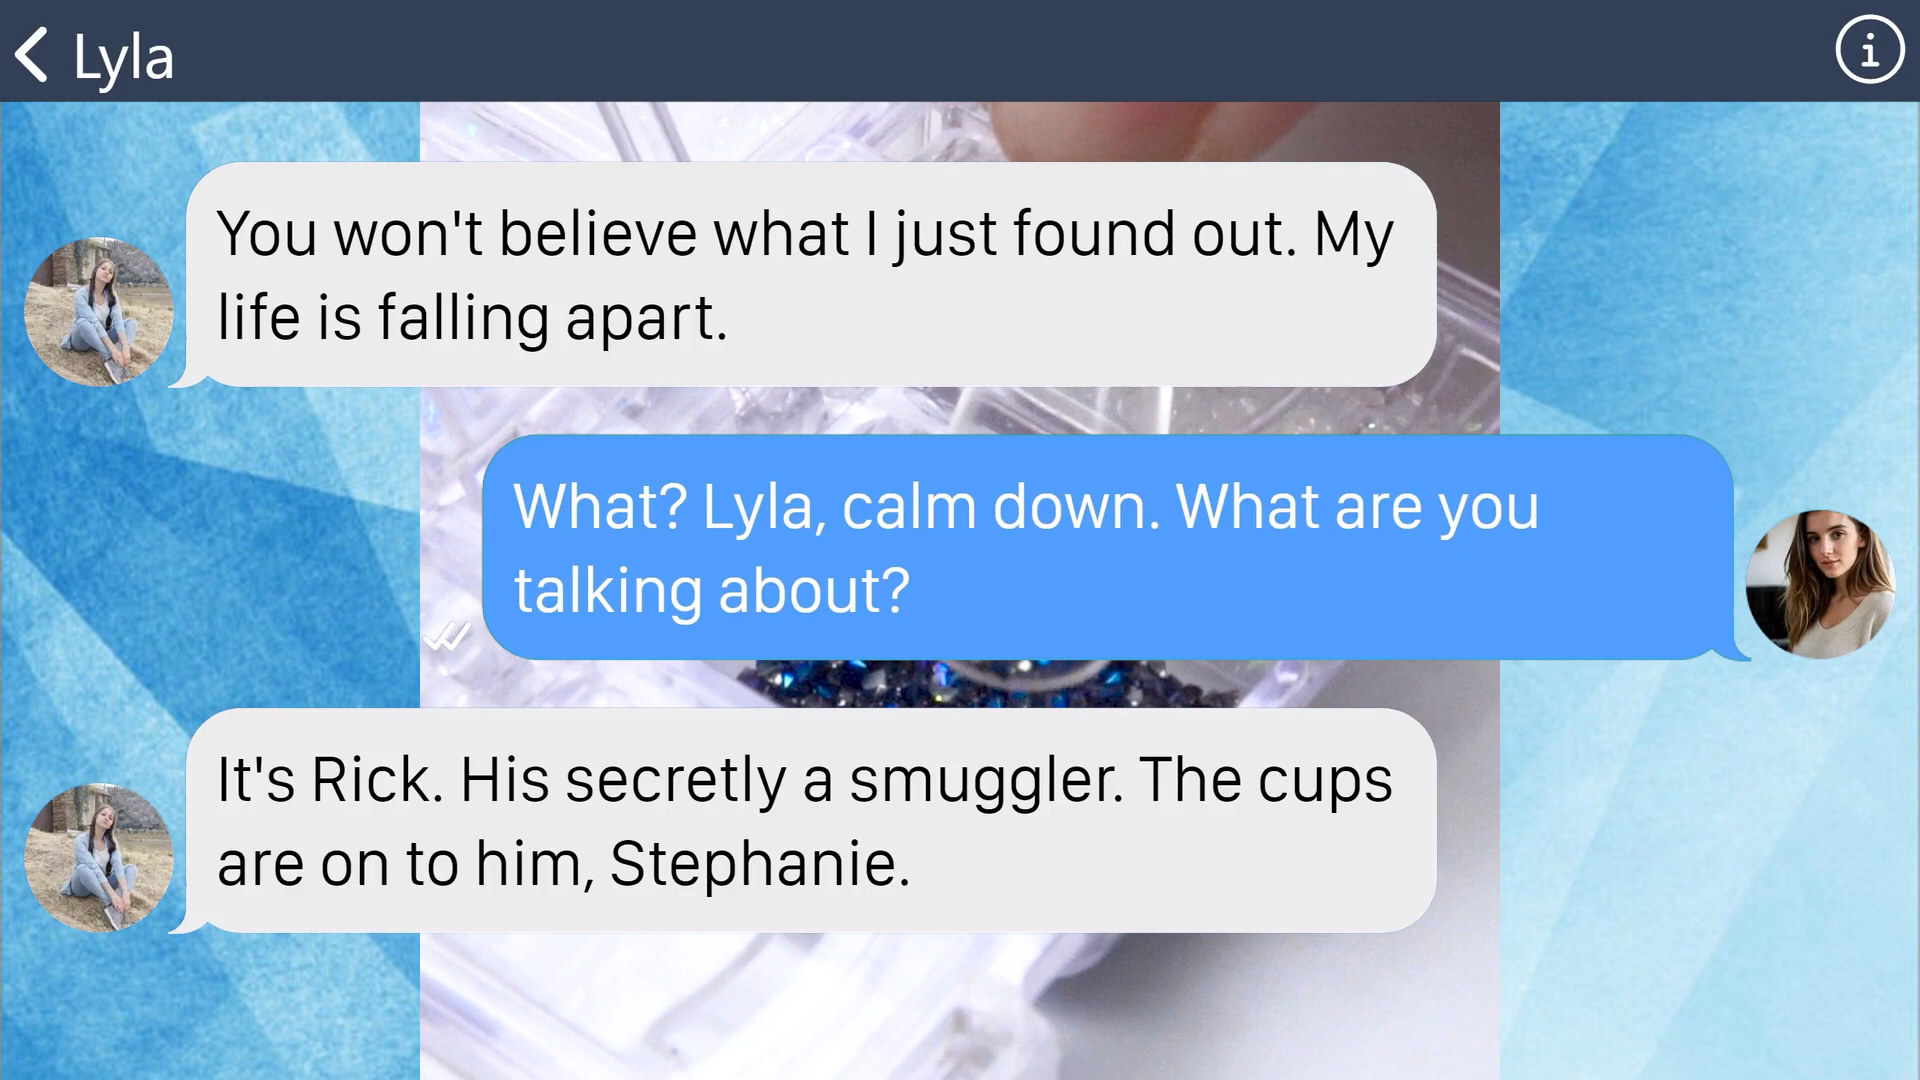 Lyla
You won't believe what I just found out. My
life is falling apart.
What? Lyla, calm down. What are you
talking about?
It's Rick. His secretly a smuggler. The cups
are on to him, Stephanie.